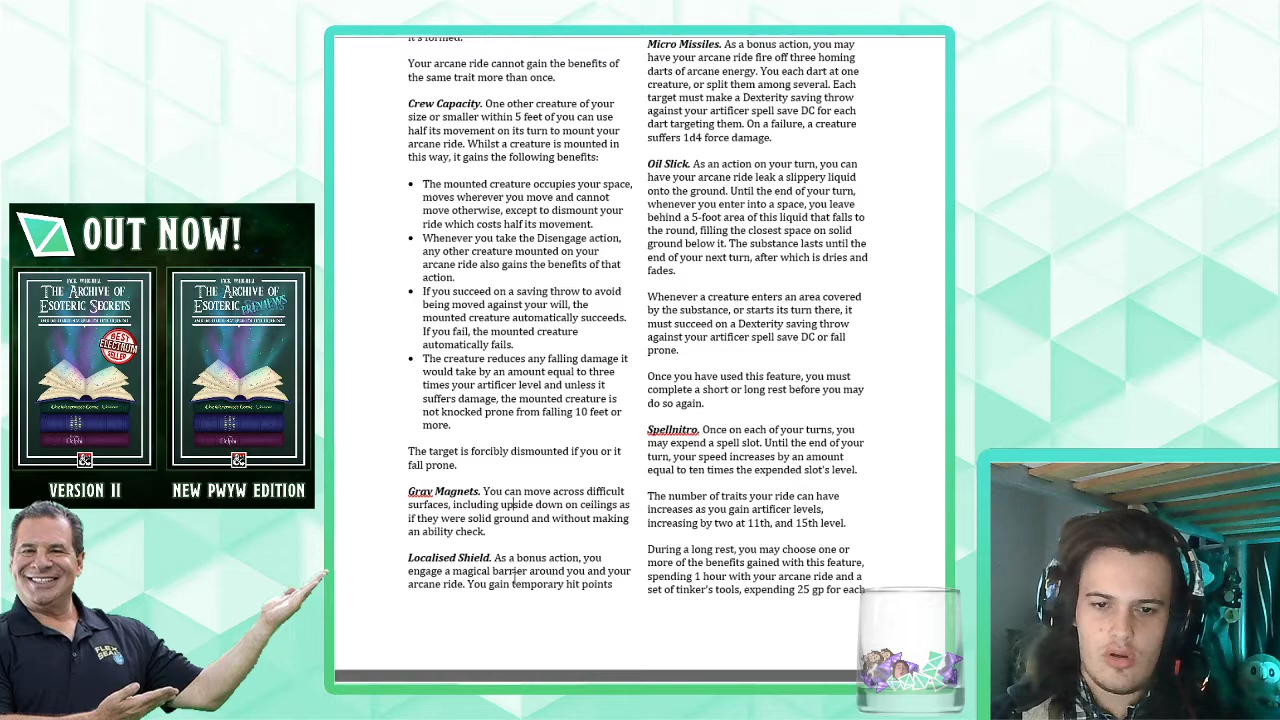 it's formed.
Your arcane ride cannot gain the benefits of
the same trait more than once.
Crew Capacity. One other creature of your
size or smaller within 5 feet of you can use
half its movement on its turn to mount your
arcane ride. Whilst a creature is mounted in
this way, it gains the following benefits:
• The mounted creature occupies your space,
moves wherever you move and cannot
move otherwise, except to dismount your
ride which costs half its movement.
• Whenever you take the Disengage action,
any other creature mounted on your
arcane ride also gains the benefits of that
action.
• If you succeed on a saving throw to avoid
being moved against your will, the
mounted creature automatically succeeds.
If you fail, the mounted creature
automatically fails.
• The creature reduces any falling damage it
would take by an amount equal to three
times your artificer level and unless it
suffers damage, the mounted creature is
not knocked prone from falling 10 feet or
more.
The target is forcibly dismounted if you or it
fall prone.
Grav Magnets. You can move across difficult
surfaces, including upside down on ceilings as
if they were solid ground and without making
an ability check.
Localised Shield. As a bonus action, you
engage a magical barrier around you and your
arcane ride. You gain temporary hit points
Micro Missiles. As a bonus action, you may
have your arcane ride fire off three homing
darts of arcane energy. You each dart at one
creature, or split them among several. Each
target must make a Dexterity saving throw
against your artificer spell save DC for each
dart targeting them. On a failure, a creature
suffers 1d4 force damage.
Oil Slick. As an action on your turn, you can
have your arcane ride leak a slippery liquid
onto the ground. Until the end of your turn,
whenever you enter into a space, you leave
behind a 5-foot area of this liquid that falls to
the round, filling the closest space on solid
ground below it. The substance lasts until the
end of your next turn, after which is dries and
fades.
Whenever a creature enters an area covered
by the substance, or starts its turn there, it
must succeed on a Dexterity saving throw
against your artificer spell save DC or fall
prone.
Once you have used this feature, you must
complete a short or long rest before you may
do so again.
Spellnitro. Once on each of your turns, you
may expend a spell slot. Until the end of your
turn, your speed increases by an amount
equal to ten times the expended slot's level.
The number of traits your ride can have
increases as you gain artificer levels,
increasing by two at 11th, and 15th level.
During a long rest, you may choose one or
more of the benefits gained with this feature,
spending 1 hour with your arcane ride and a
set of tinker's tools, expending 25 gp for each
OUT NOW!
The Archive of
Esoteric Secrets
BEST
ELECTRUM
SELLER
The Archive of
Esoteric
PREVIEWS
VERSION II
NEW PWYW EDITION
FLEX
SEAL